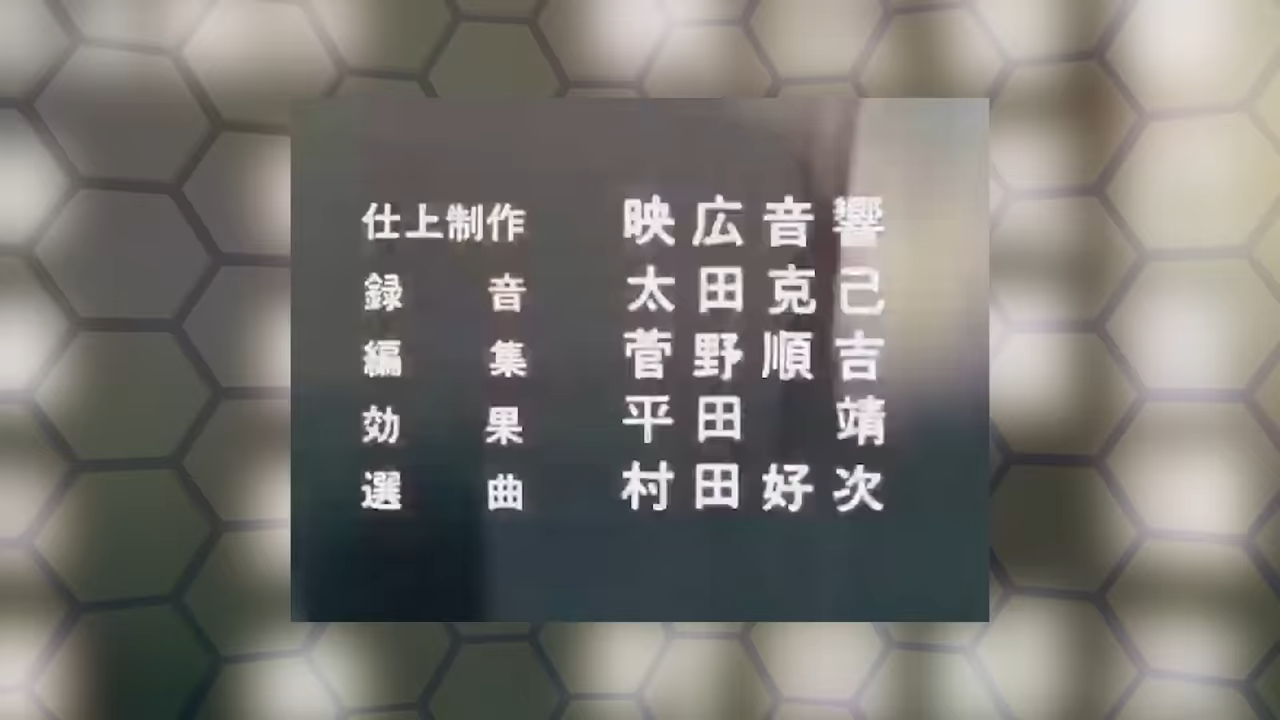 仕上制作 映広音響
録音 太田克己
編集 菅野順吉
効果 平田靖
選曲 村田好次